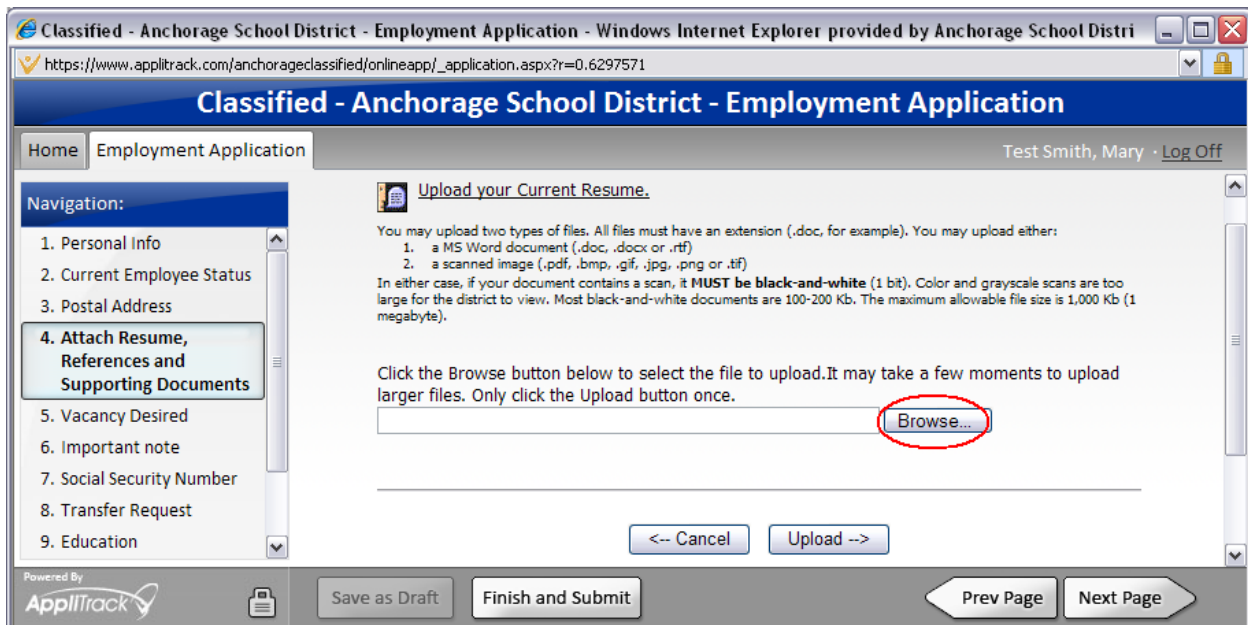 Classified - Anchorage School District - Employment Application - Windows Internet Explorer provided by Anchorage School Distri
https://www.applitrack.com/anchorageclassified/onlineapp/_application.aspx?r=0.6297571
Classified - Anchorage School District - Employment Application
Home Employment Application Test Smith, Mary · Log Off
Navigation:
1. Personal Info
2. Current Employee Status
3. Postal Address
4. Attach Resume,
References and
Supporting Documents
5. Vacancy Desired
6. Important note
7. Social Security Number
8. Transfer Request
9. Education
Upload your Current Resume.
You may upload two types of files. All files must have an extension (.doc, for example). You may upload either:
1. a MS Word document (.doc, .docx or .rtf)
2. a scanned image (.pdf, .bmp, .gif, .jpg, .png or .tif)
In either case, if your document contains a scan, it MUST be black-and-white (1 bit). Color and grayscale scans are too
large for the district to view. Most black-and-white documents are 100-200 Kb. The maximum allowable file size is 1,000 Kb (1
megabyte).
Click the Browse button below to select the file to upload.It may take a few moments to upload
larger files. Only click the Upload button once.
Browse...
<-- Cancel Upload -->
Powered By
AppliTrack
Save as Draft Finish and Submit Prev Page Next Page